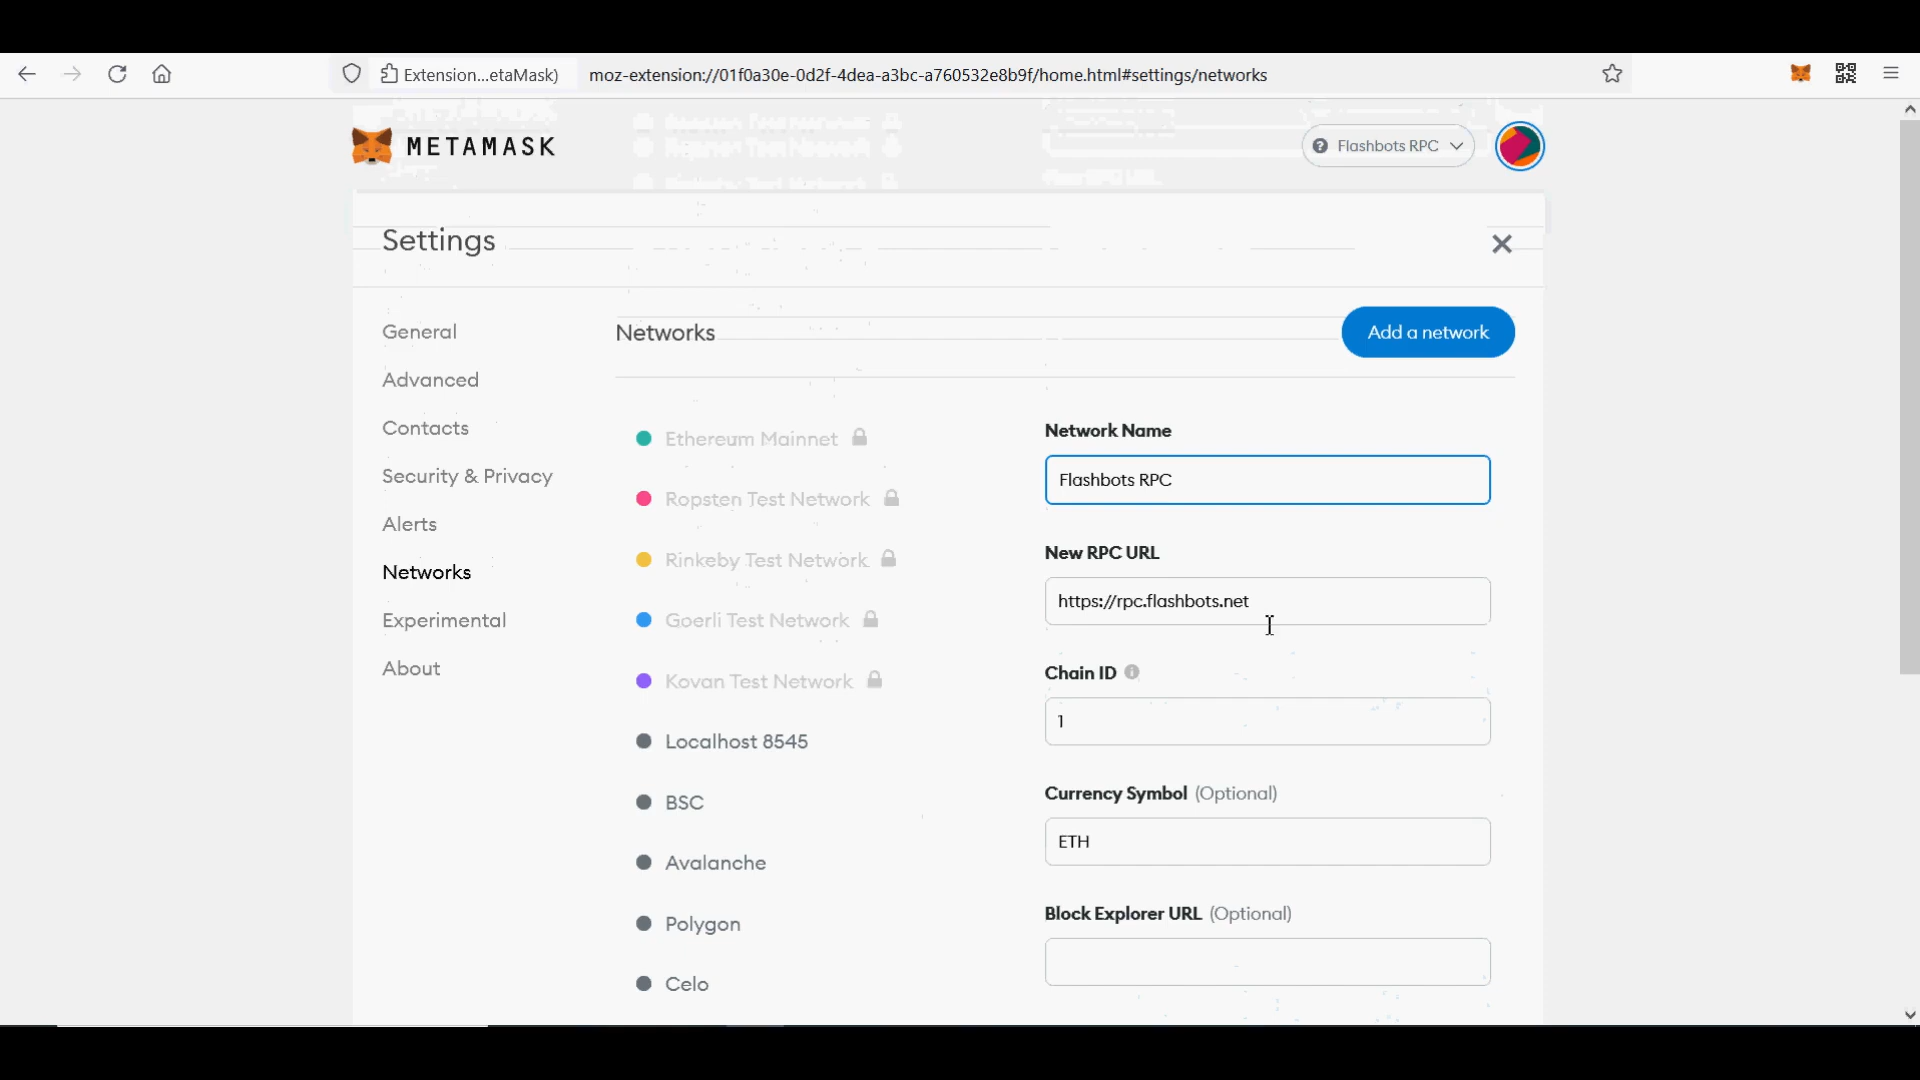 Extension...etaMask)
moz-extension://01f0a30e-0d2f-4dea-a3bc-a760532e8b9f/home.html#settings/networks
METAMASK
Flashbots RPC
Settings
General
Advanced
Contacts
Security & Privacy
Alerts
Networks
Experimental
About
Networks
Add a network
Ethereum Mainnet
Ropsten Test Network
Rinkeby Test Network
Goerli Test Network
Kovan Test Network
Localhost 8545
BSC
Avalanche
Polygon
Celo
Network Name
Flashbots RPC
New RPC URL
https://rpc.flashbots.net
Chain ID
1
Currency Symbol (Optional)
ETH
Block Explorer URL (Optional)